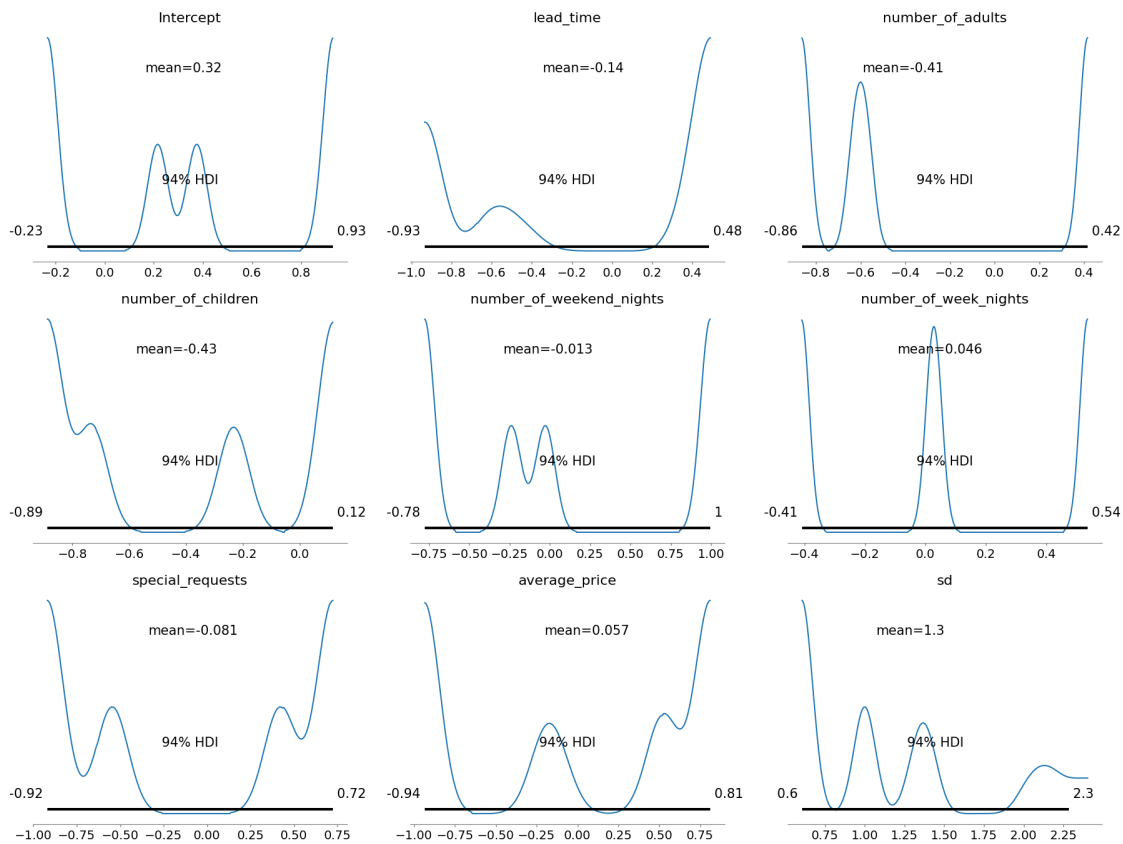 Intercept
mean=0.32
94% HDI
-0.23 0.93
−0.2 0.0 0.2 0.4 0.6 0.8
lead_time
mean=-0.14
94% HDI
-0.93 0.48
−1.0 −0.8 −0.6 −0.4 −0.2 0.0 0.2 0.4
number_of_adults
mean=-0.41
94% HDI
-0.86 0.42
−0.8 −0.6 −0.4 −0.2 0.0 0.2 0.4
number_of_children
mean=-0.43
94% HDI
-0.89 0.12
−0.8 −0.6 −0.4 −0.2 0.0
number_of_weekend_nights
mean=-0.013
94% HDI
-0.78 1
−0.75 −0.50 −0.25 0.00 0.25 0.50 0.75 1.00
number_of_week_nights
mean=0.046
94% HDI
-0.41 0.54
−0.4 −0.2 0.0 0.2 0.4
special_requests
mean=-0.081
94% HDI
-0.92 0.72
−1.00 −0.75 −0.50 −0.25 0.00 0.25 0.50 0.75
average_price
mean=0.057
94% HDI
-0.94 0.81
−1.00 −0.75 −0.50 −0.25 0.00 0.25 0.50 0.75
sd
mean=1.3
94% HDI
0.6 2.3
0.75 1.00 1.25 1.50 1.75 2.00 2.25